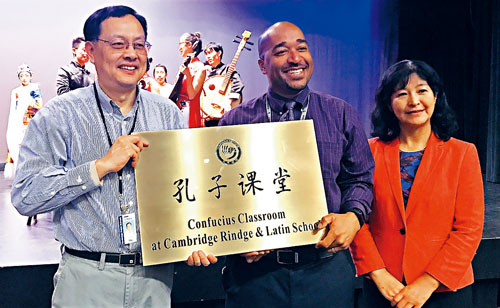 孔子课堂
Confucius Classroom
at Cambridge Rindge & Latin School